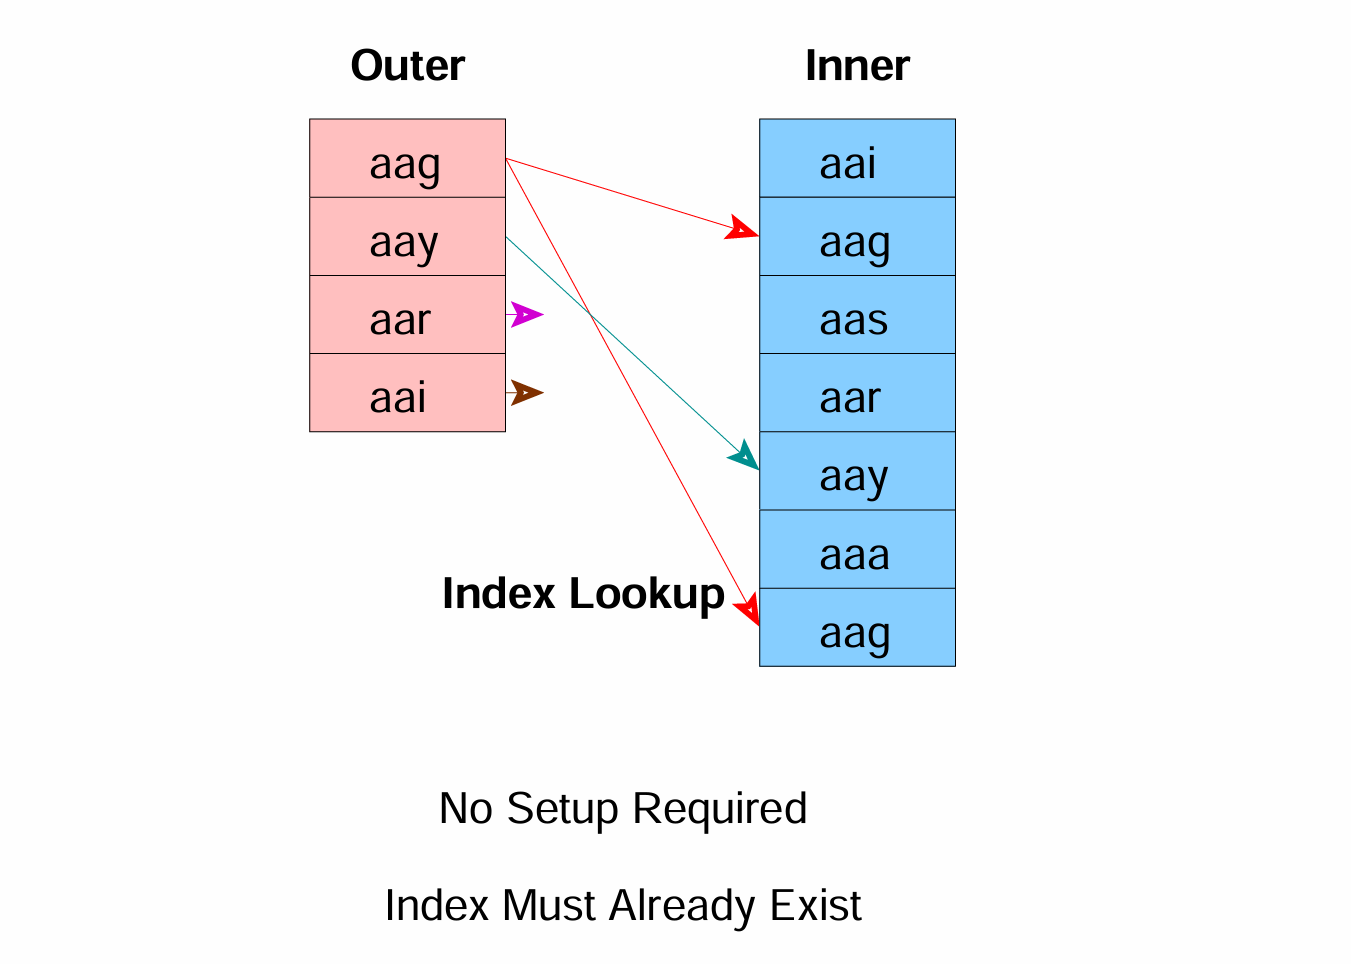 Outer
Inner
aag
aay
aar
aai
aai
aag
aas
aar
aay
aaa
aag
Index Lookup
No Setup Required
Index Must Already Exist